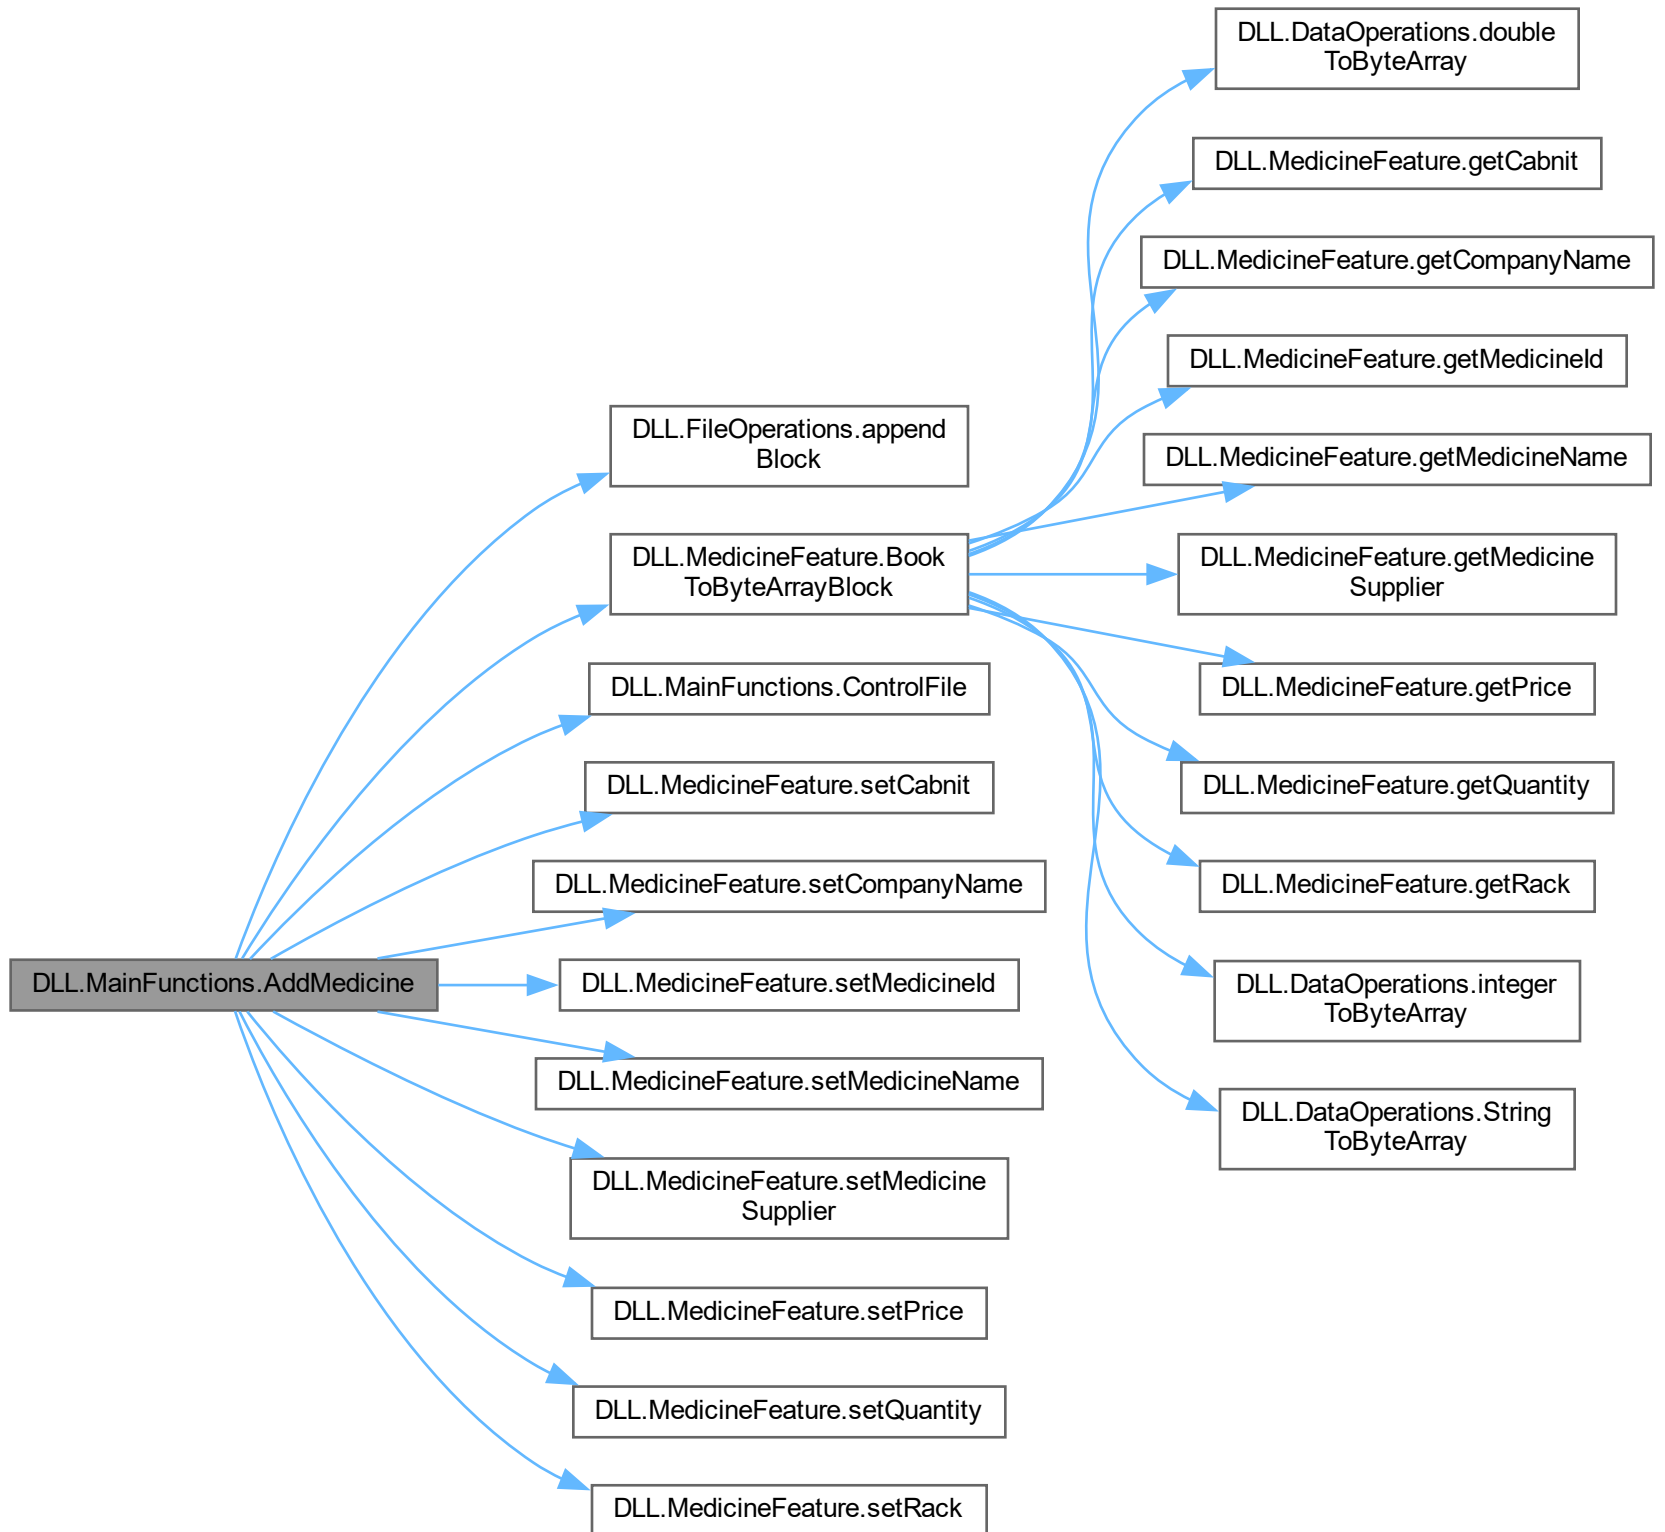 DLL.MainFunctions.AddMedicine
DLL.FileOperations.append
Block
DLL.MedicineFeature.Book
ToByteArrayBlock
DLL.MainFunctions.ControlFile
DLL.MedicineFeature.setCabnit
DLL.MedicineFeature.setCompanyName
DLL.MedicineFeature.setMedicineId
DLL.MedicineFeature.setMedicineName
DLL.MedicineFeature.setMedicine
Supplier
DLL.MedicineFeature.setPrice
DLL.MedicineFeature.setQuantity
DLL.MedicineFeature.setRack
DLL.DataOperations.double
ToByteArray
DLL.MedicineFeature.getCabnit
DLL.MedicineFeature.getCompanyName
DLL.MedicineFeature.getMedicineId
DLL.MedicineFeature.getMedicineName
DLL.MedicineFeature.getMedicine
Supplier
DLL.MedicineFeature.getPrice
DLL.MedicineFeature.getQuantity
DLL.MedicineFeature.getRack
DLL.DataOperations.integer
ToByteArray
DLL.DataOperations.String
ToByteArray